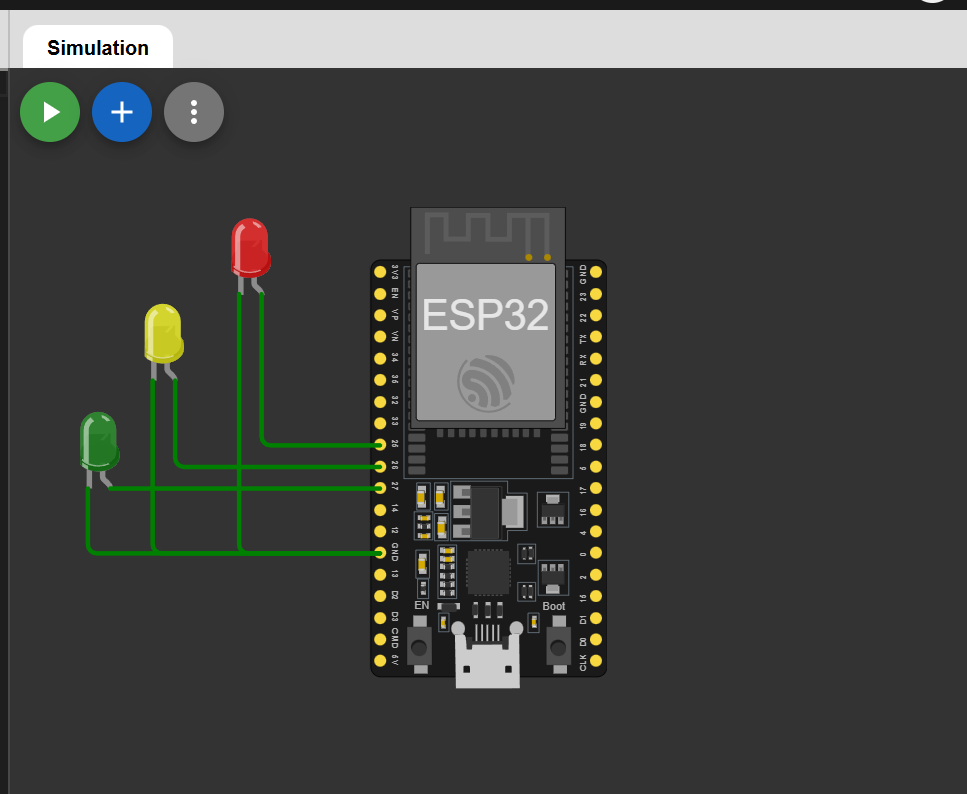 Simulation
ESP32
3V3
EN
VP
VN
34
35
32
33
25
26
27
14
12
GND
13
D2
D3
CMD
5V
GND
23
22
TX
RX
21
GND
19
18
5
17
16
4
0
2
15
D1
D0
CLK
EN
Boot